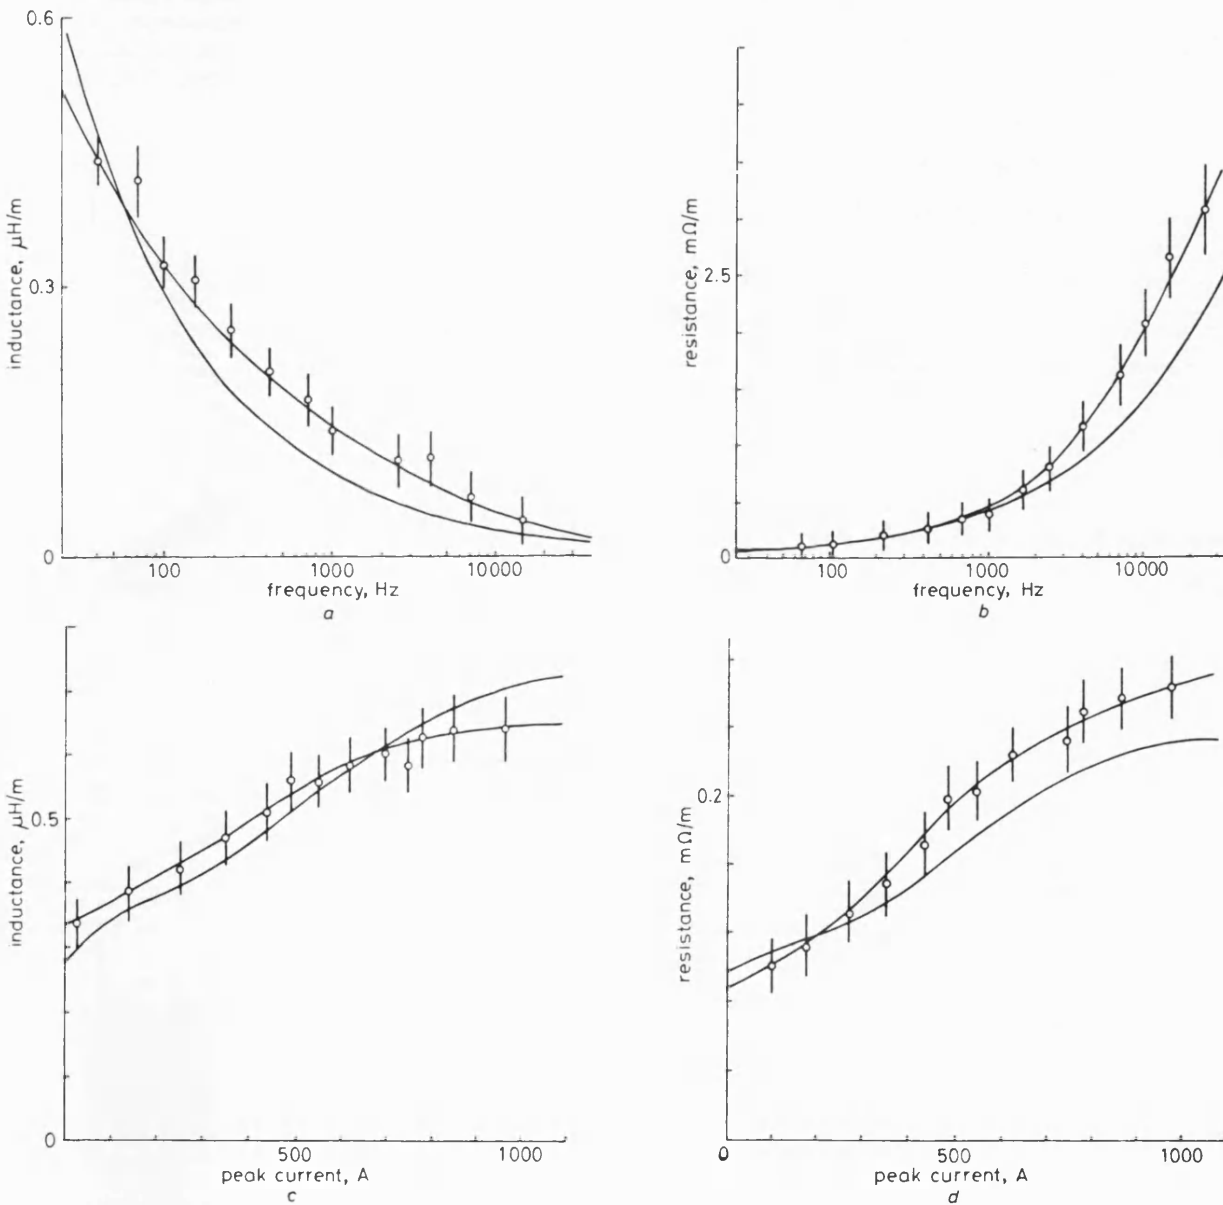 0.6
inductance, μH/m
0.3
0
100
1000
10000
frequency, Hz
a
resistance, mΩ/m
2.5
0
100
1000
10000
frequency, Hz
b
inductance, μH/m
0.5
0
500
1000
peak current, A
c
resistance, mΩ/m
0.2
0
500
1000
peak current, A
d